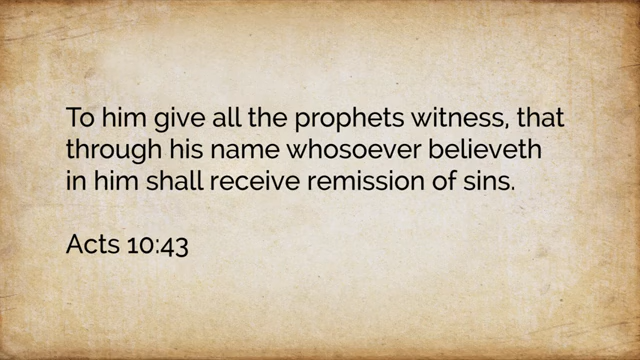 To him give all the prophets witness, that
through his name whosoever believeth
in him shall receive remission of sins.
Acts 10:43